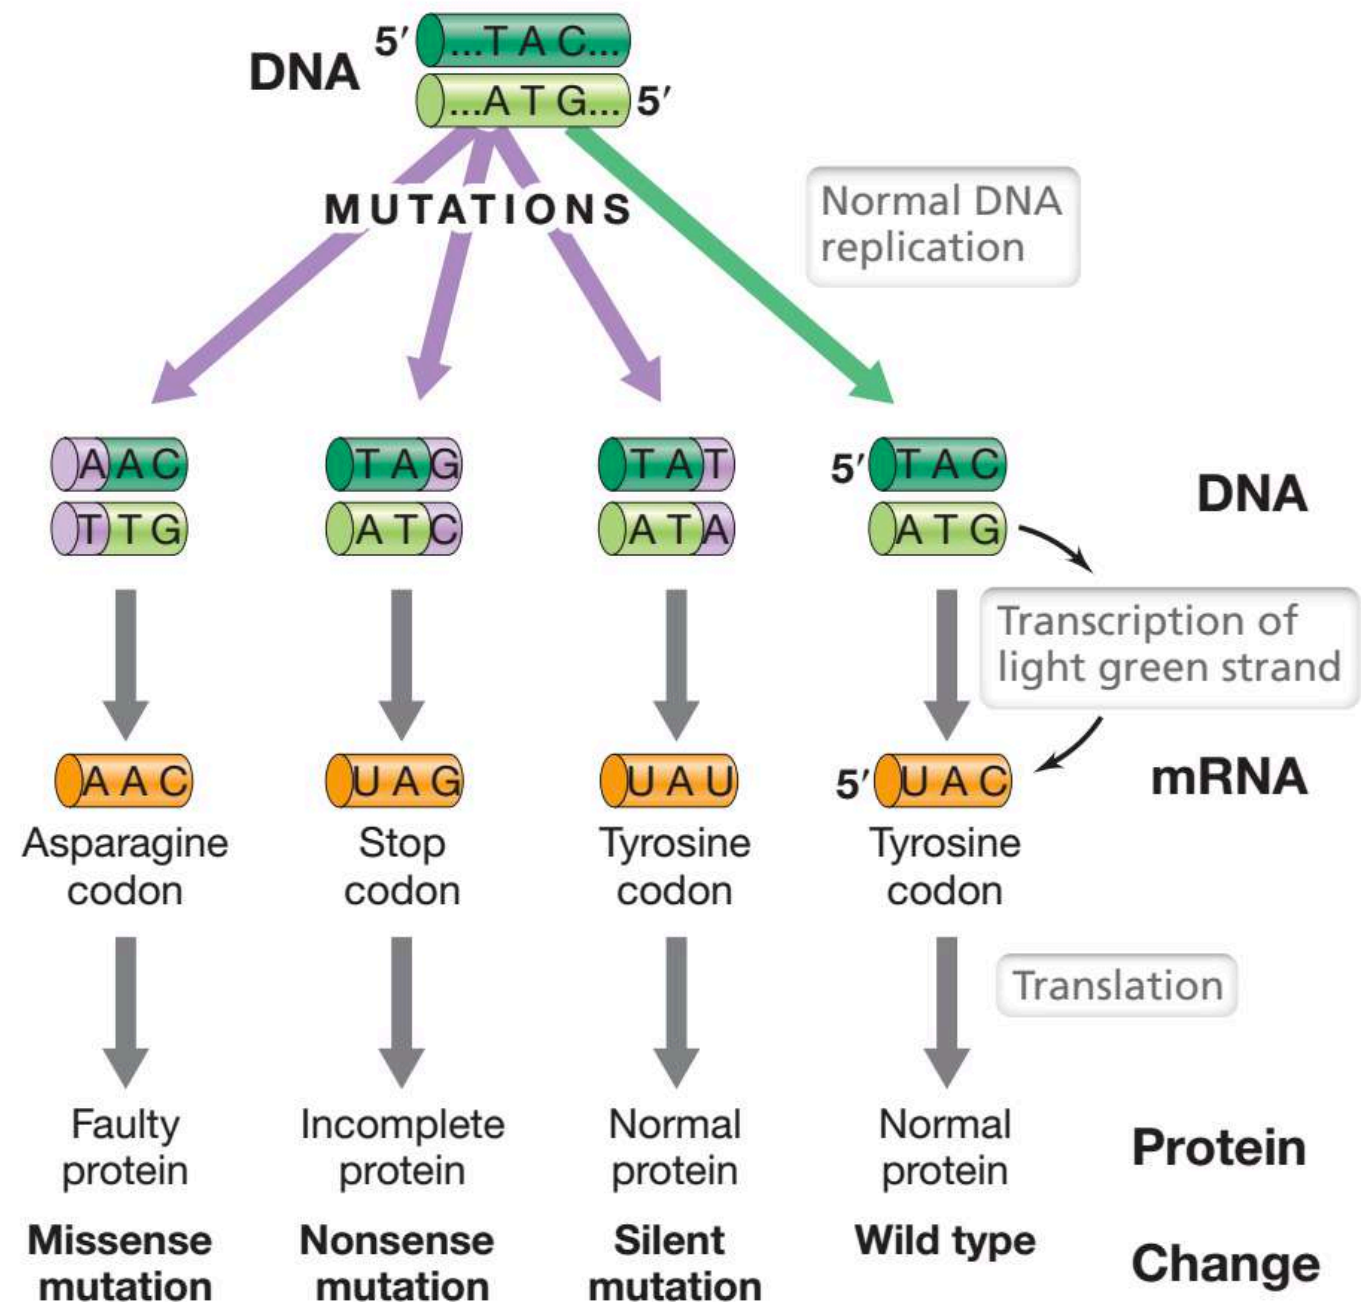 5′ ...T A C...
DNA
...A T G... 5′
MUTATIONS
Normal DNA
replication
A A C
T A G
T A T
5′ T A C
DNA
T T G
A T C
A T A
A T G
Transcription of
light green strand
A A C
U A G
U A U
5′ U A C
mRNA
Asparagine
codon
Stop
codon
Tyrosine
codon
Tyrosine
codon
Translation
Faulty
protein
Incomplete
protein
Normal
protein
Normal
protein
Protein
Missense
mutation
Nonsense
mutation
Silent
mutation
Wild type
Change